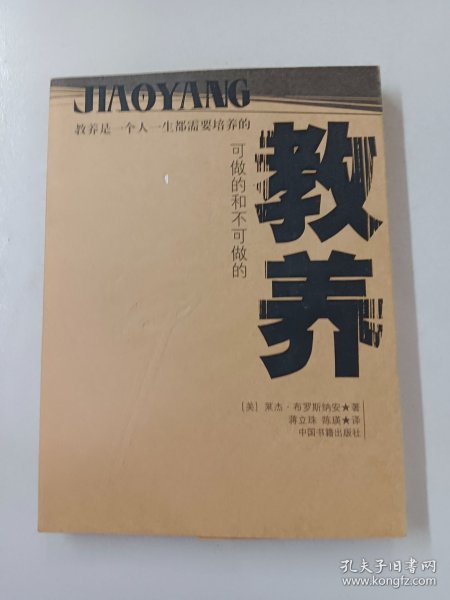 JIAOYANG
教养是一个人一生都需要培养的
教养
可做的和不可做的
[美] 莱杰·布罗斯纳安★著
蒋立珠 陈瑛★译
中国书籍出版社
孔夫子旧书网
www.kongfz.com